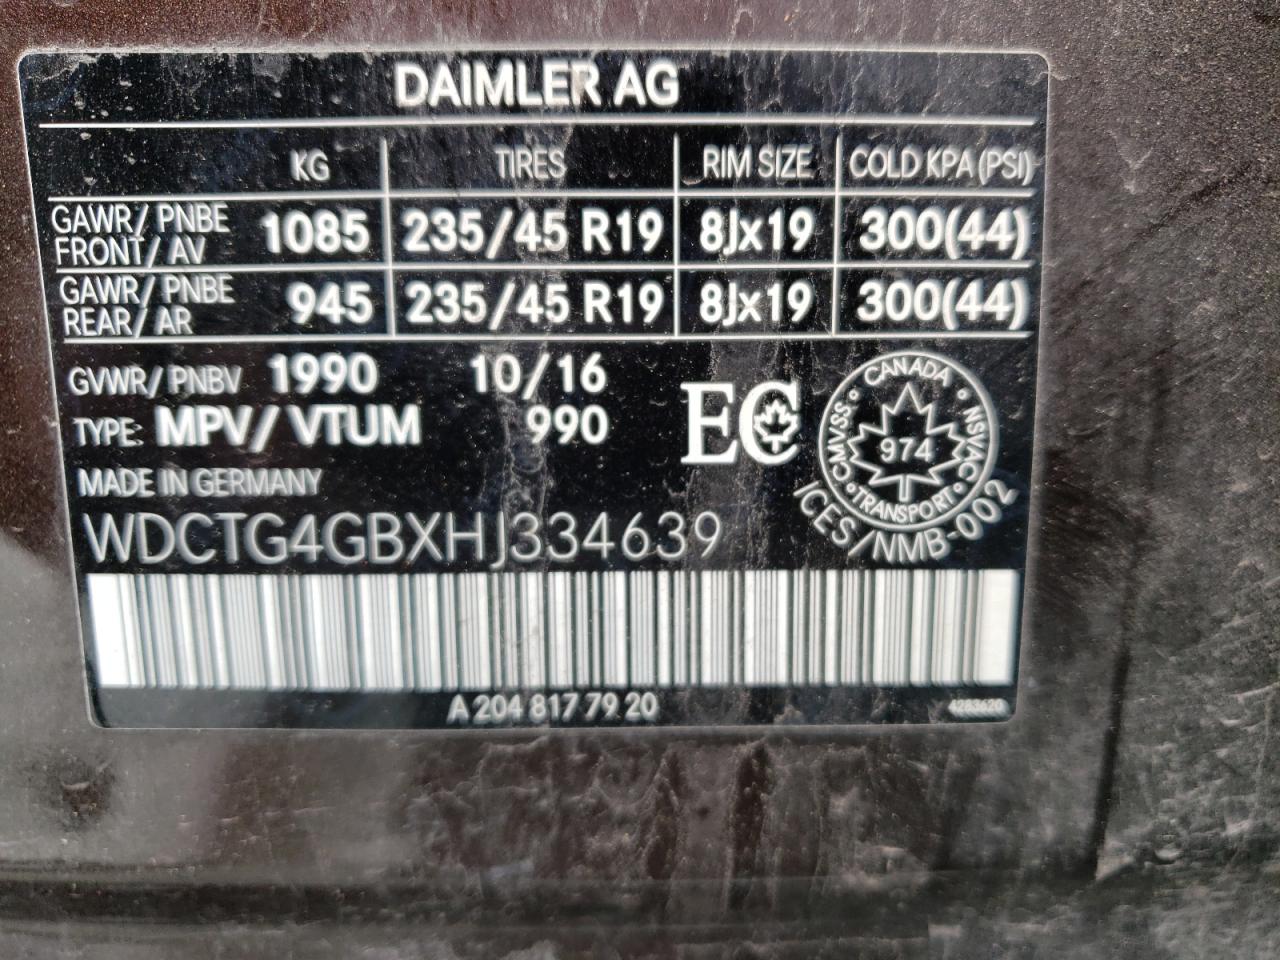 DAIMLER AG
KG TIRES RIM SIZE COLD KPA (PSI)
GAWR/ PNBE FRONT/ AV 1085 235/45 R19 8Jx19 300(44)
GAWR/ PNBE REAR/ AR 945 235/45 R19 8Jx19 300(44)
GVWR/ PNBV 1990 10/16
TYPE: MPV/ VTUM 990
MADE IN GERMANY
EC
CANADA
CMVSS NSVAC
974
TRANSPORT
ICES/NMB-002
WDCTG4GBXHJ334639
A 204 817 79 20
4283620